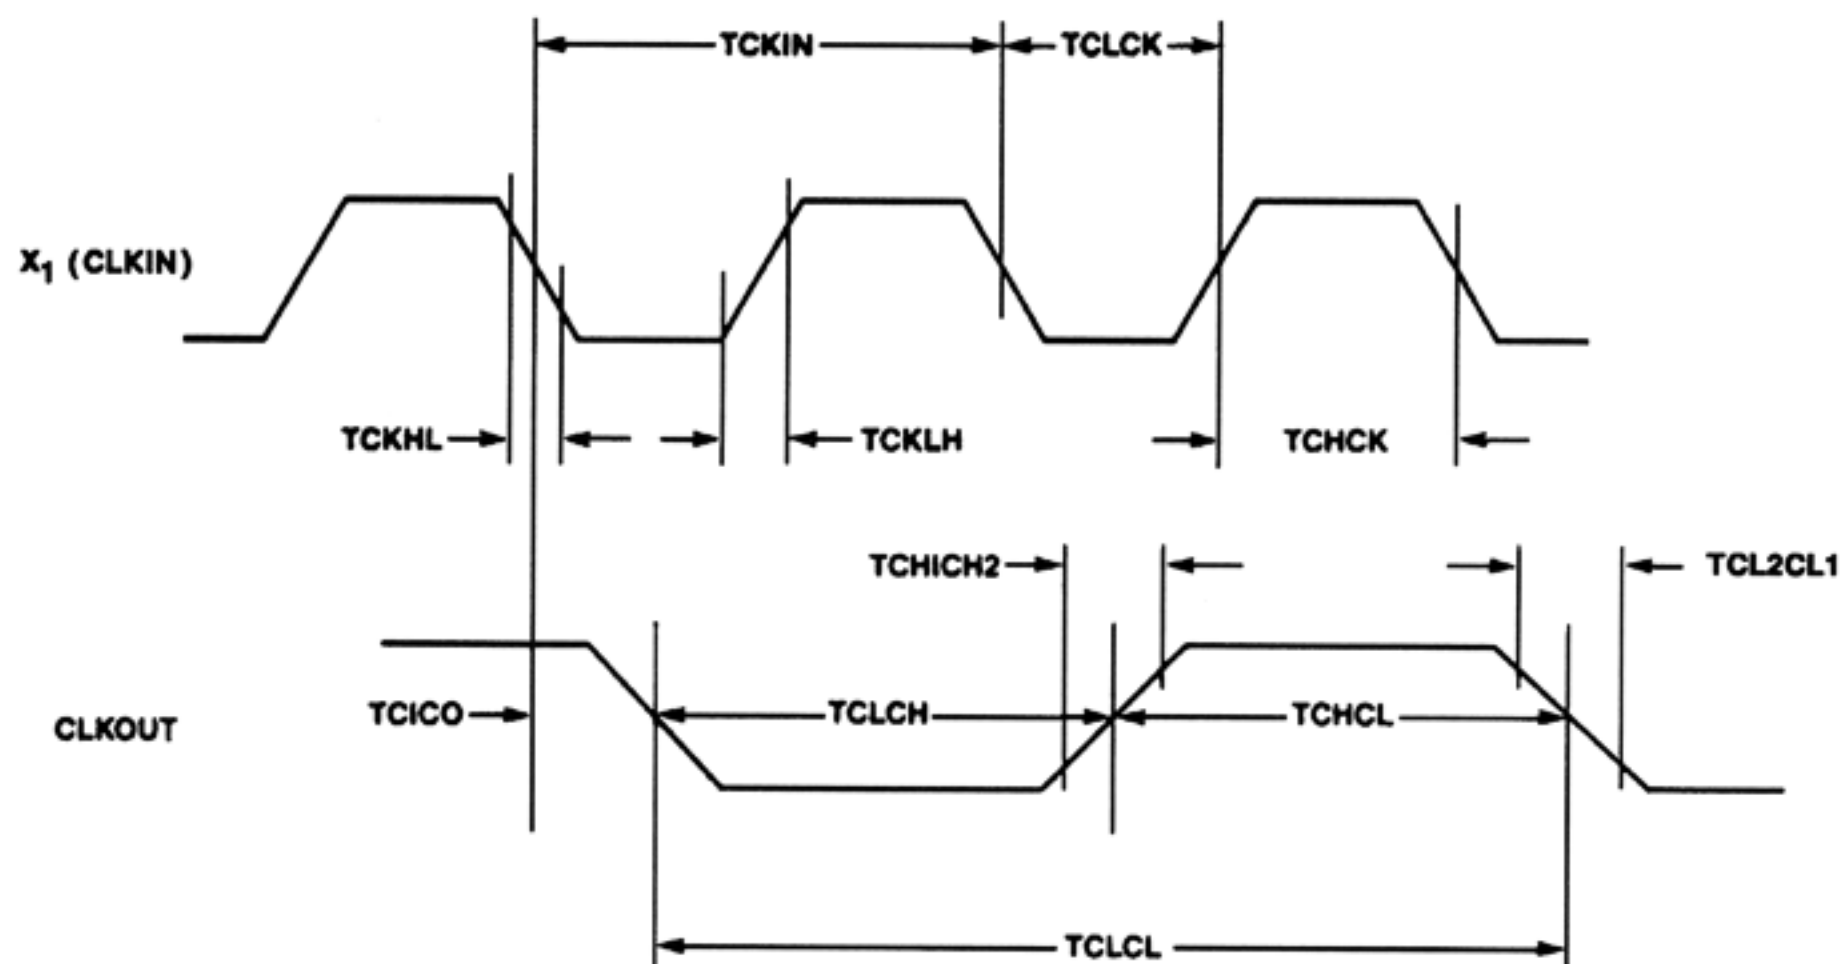 TCKIN TCLCK
X₁ (CLKIN)
TCKHL TCKLH TCHCK
TCHICH2 TCL2CL1
CLKOUT TCICO TCLCH TCHCL
TCLCL